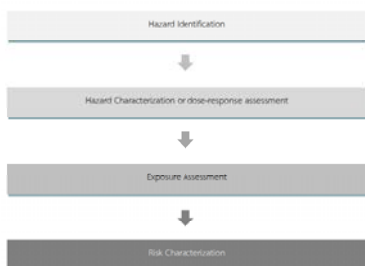 Hazard Identification
Hazard Characterization or dose-response assessment
Exposure Assessment
Risk Characterization